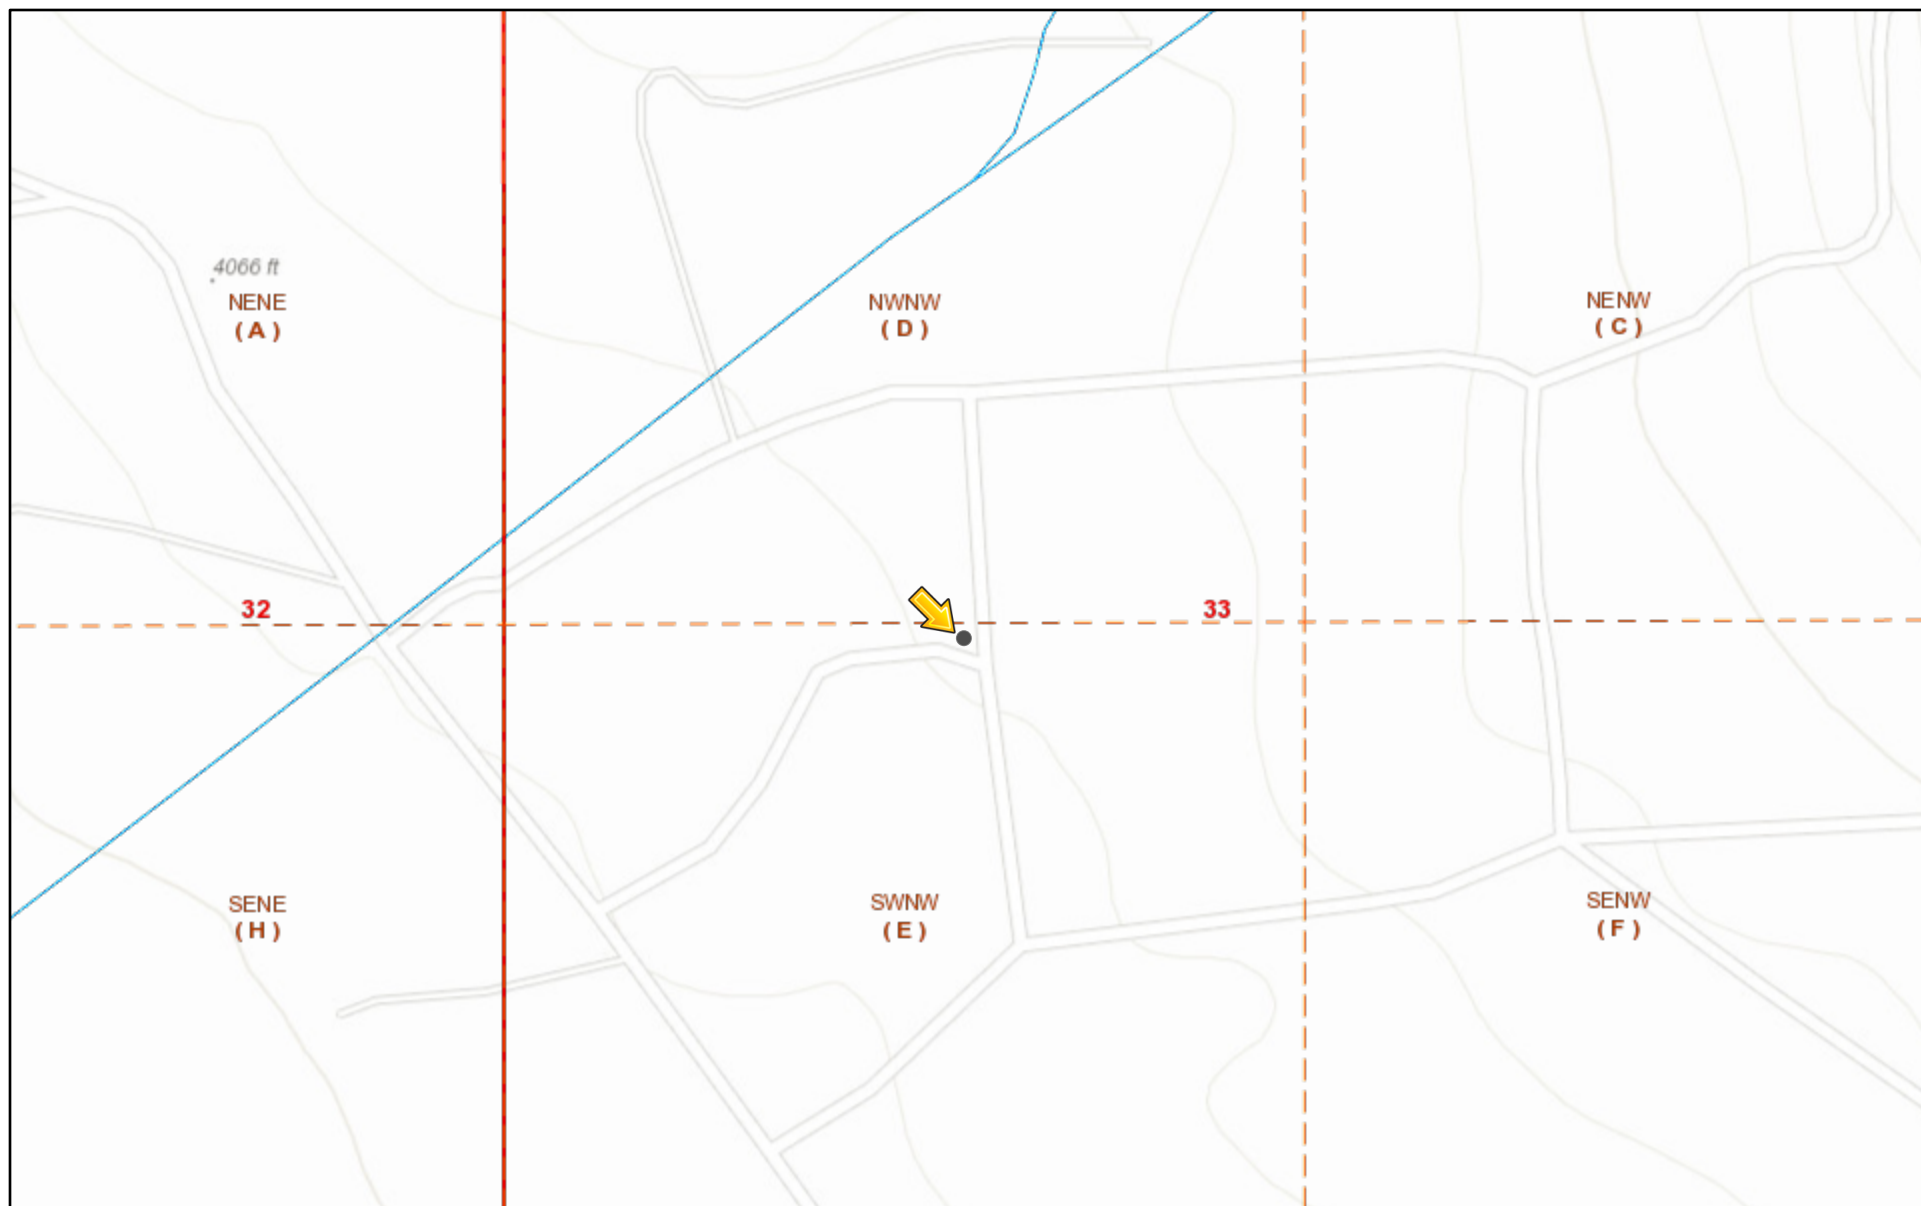 4066 ft
NENE
( A )
NWNW
( D )
NENW
( C )
32
33
SENE
( H )
SWNW
( E )
SENW
( F )